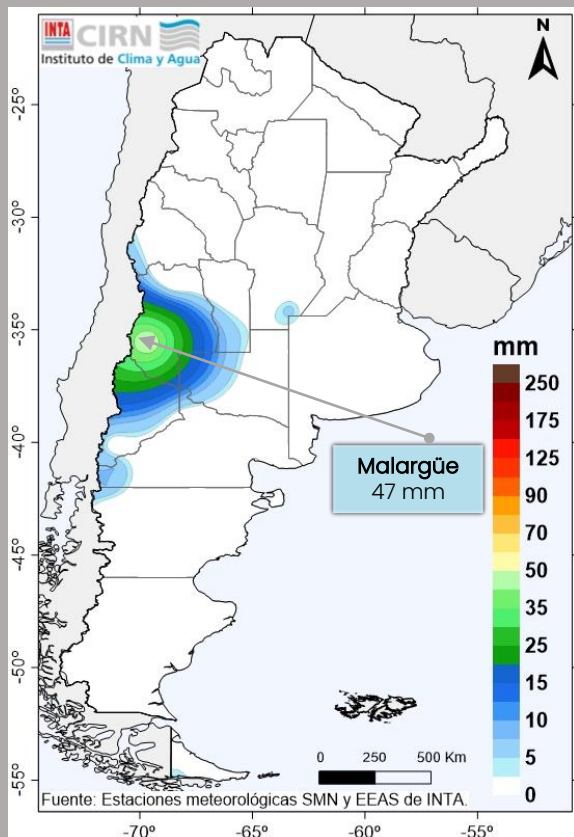 INTA CIRN
Instituto de Clima y Agua
N
-25°
-30°
-35°
-40°
-45°
-50°
-55°
mm
250
175
125
90
70
50
35
25
15
10
5
0
Malargüe
47 mm
0 250 500 Km
Fuente: Estaciones meteorológicas SMN y EEAS de INTA.
-70° -65° -60° -55°